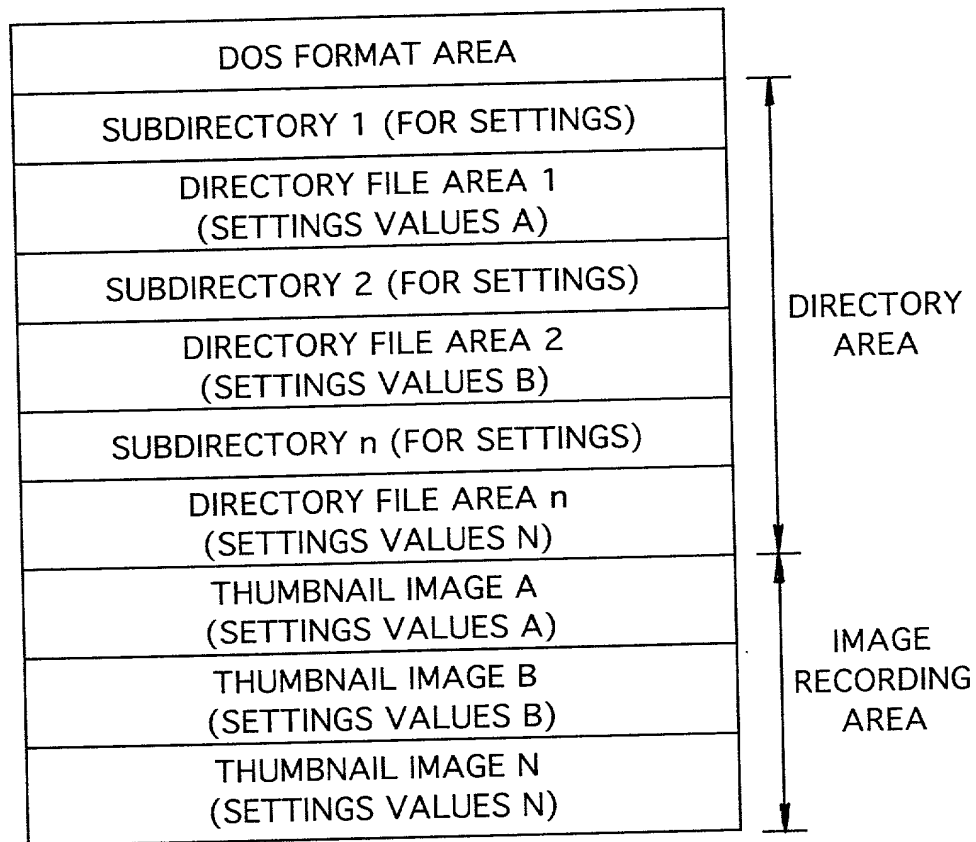 DOS FORMAT AREA
SUBDIRECTORY 1 (FOR SETTINGS)
DIRECTORY FILE AREA 1
(SETTINGS VALUES A)
SUBDIRECTORY 2 (FOR SETTINGS)
DIRECTORY FILE AREA 2
(SETTINGS VALUES B)
SUBDIRECTORY n (FOR SETTINGS)
DIRECTORY FILE AREA n
(SETTINGS VALUES N)
THUMBNAIL IMAGE A
(SETTINGS VALUES A)
THUMBNAIL IMAGE B
(SETTINGS VALUES B)
THUMBNAIL IMAGE N
(SETTINGS VALUES N)
DIRECTORY
AREA
IMAGE
RECORDING
AREA